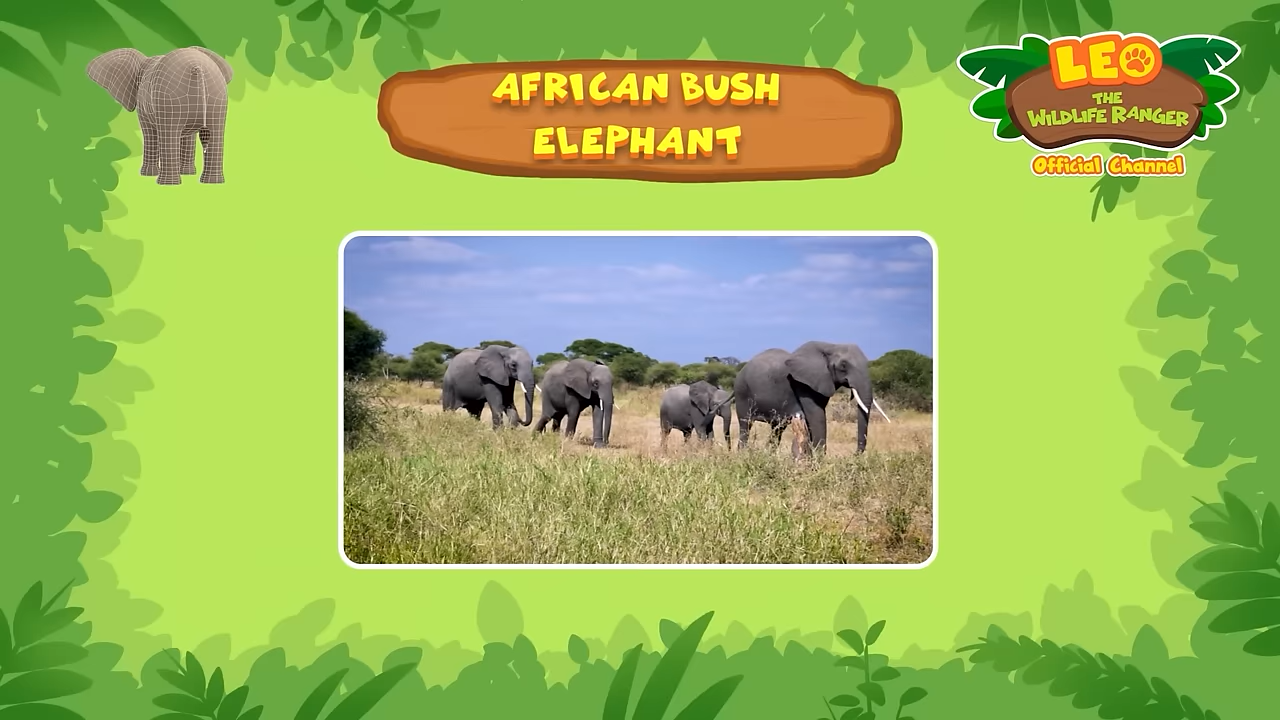 AFRICAN BUSH
ELEPHANT
LEO
THE
WILDLIFE RANGER
Official Channel